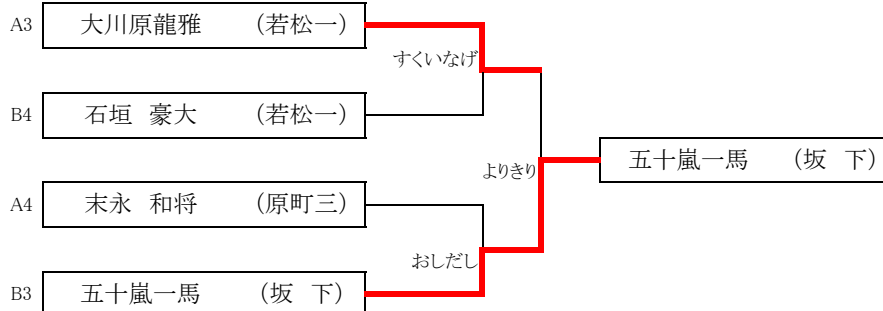 A3 大川原龍雅 (若松一)
すくいなげ
B4 石垣 豪大 (若松一)
よりきり
五十嵐一馬 (坂 下)
A4 末永 和将 (原町三)
おしだし
B3 五十嵐一馬 (坂 下)